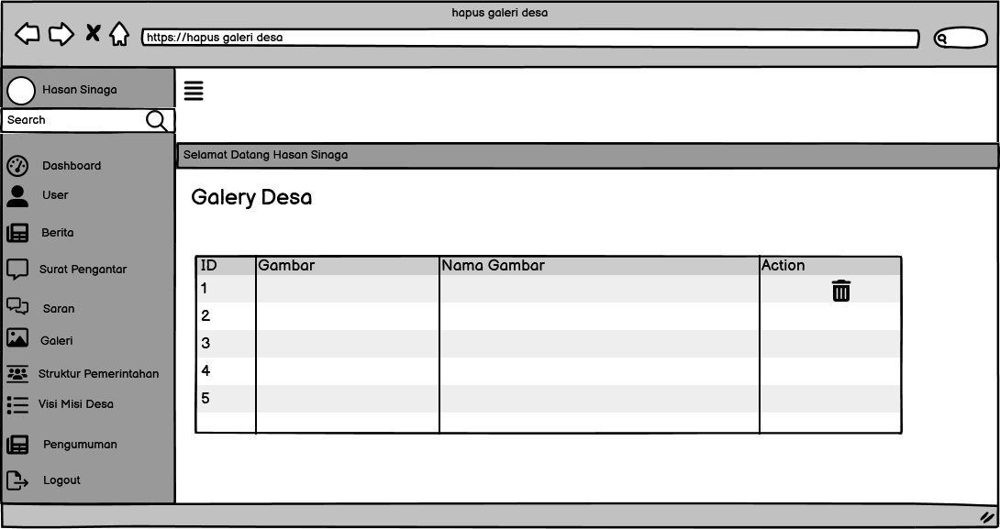 hapus galeri desa
https://hapus galeri desa
Hasan Sinaga
Search
Selamat Datang Hasan Sinaga
Dashboard
User
Berita
Surat Pengantar
Saran
Galeri
Struktur Pemerintahan
Visi Misi Desa
Pengumuman
Logout
Galery Desa
ID Gambar Nama Gambar Action
1
2
3
4
5